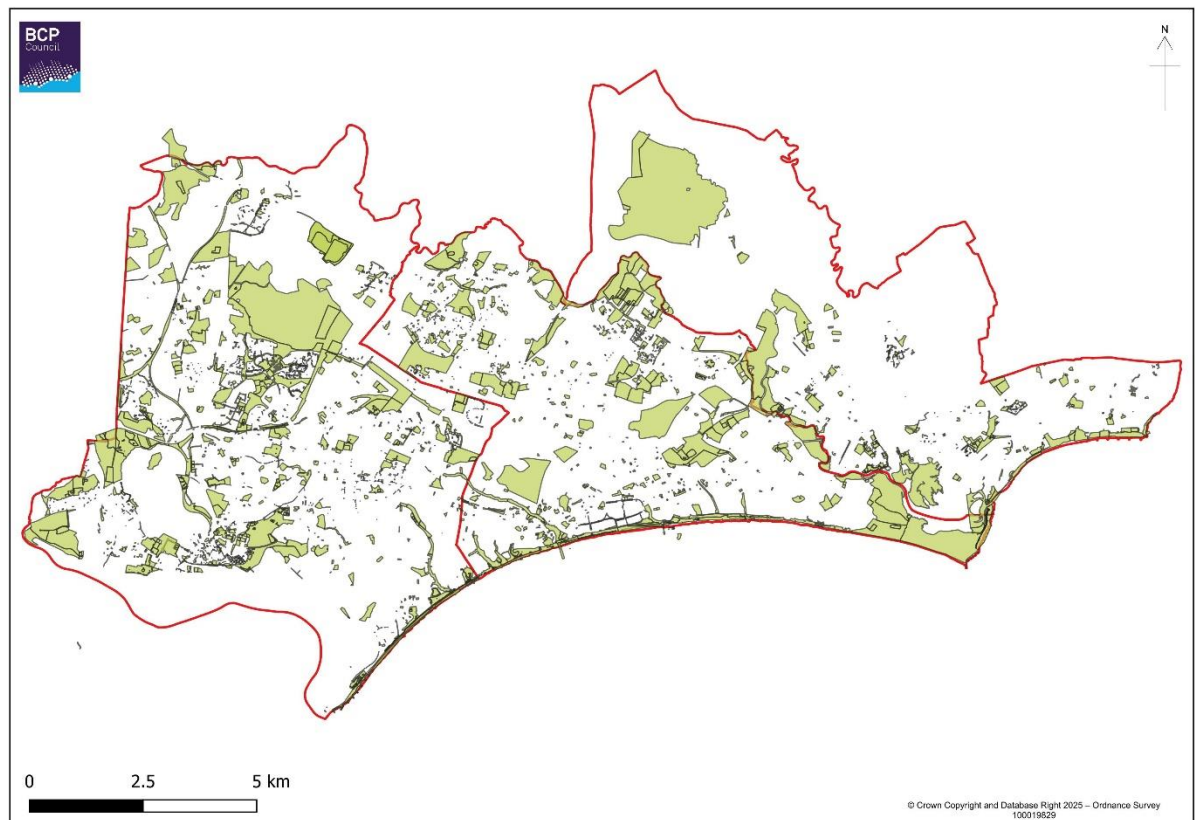 BCP
Council
N
0 2.5 5 km
© Crown Copyright and Database Right 2025 – Ordnance Survey
100019829